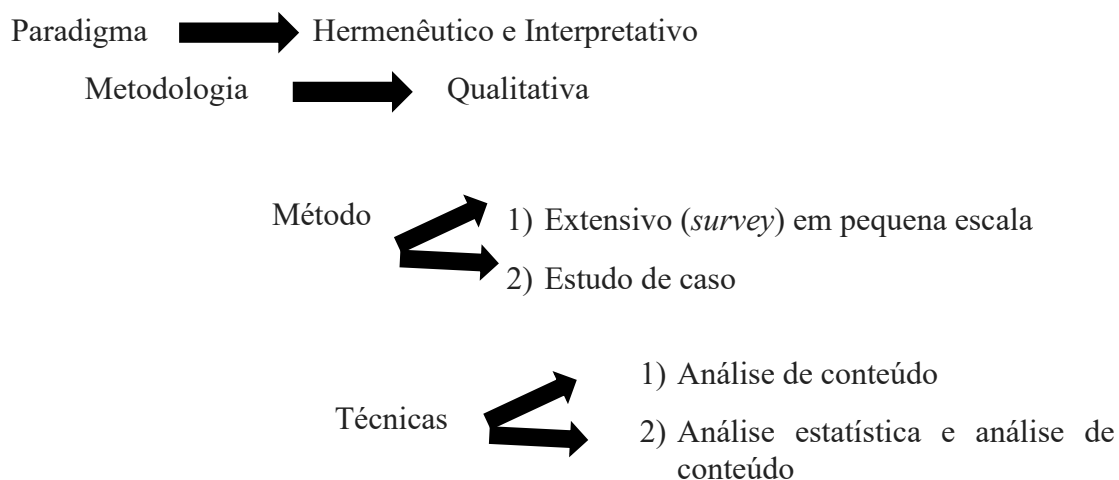 Paradigma Hermenêutico e Interpretativo
Metodologia Qualitativa
Método
1) Extensivo (survey) em pequena escala
2) Estudo de caso
Técnicas
1) Análise de conteúdo
2) Análise estatística e análise de
conteúdo